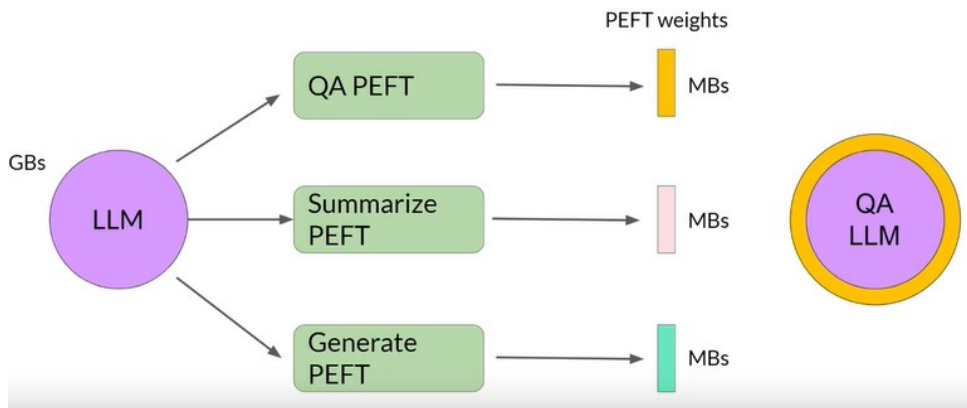 PEFT weights
QA PEFT
MBs
GBs
LLM
Summarize
PEFT
MBs
QA
LLM
Generate
PEFT
MBs